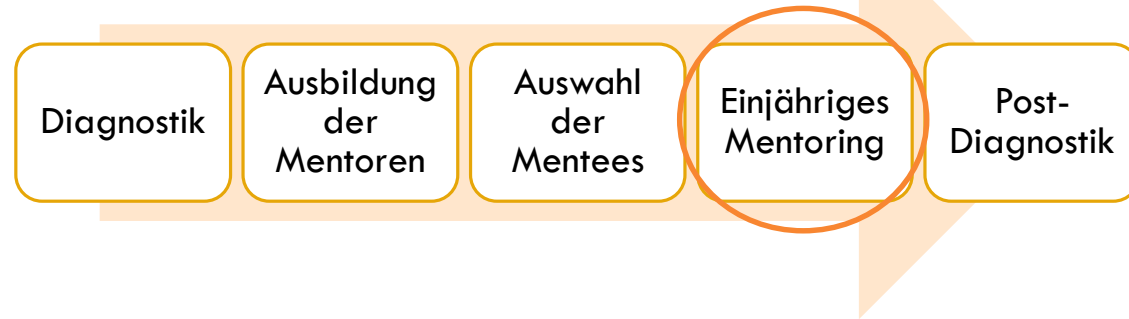 Diagnostik
Ausbildung
der
Mentoren
Auswahl
der
Mentees
Einjähriges
Mentoring
Post-
Diagnostik